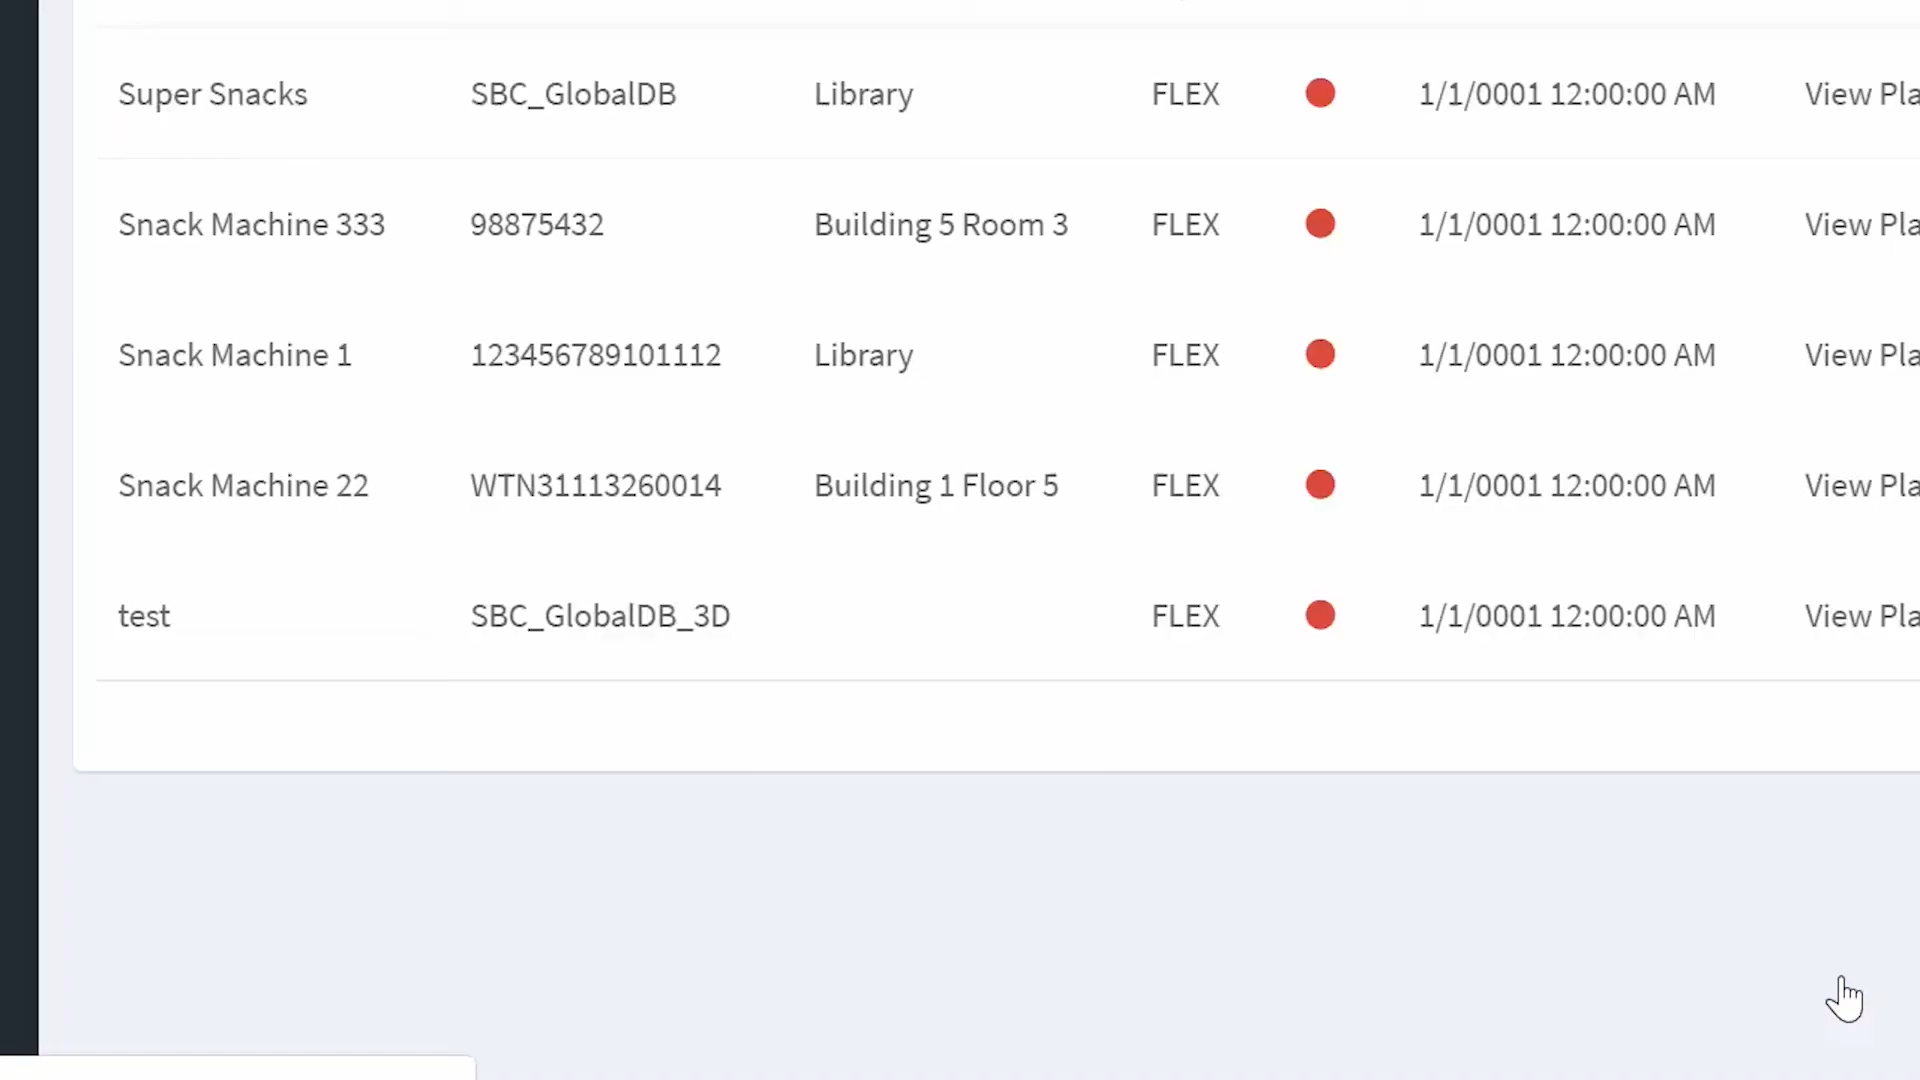 Super Snacks SBC_GlobalDB Library FLEX 1/1/0001 12:00:00 AM View Pla
Snack Machine 333 98875432 Building 5 Room 3 FLEX 1/1/0001 12:00:00 AM View Pla
Snack Machine 1 123456789101112 Library FLEX 1/1/0001 12:00:00 AM View Pla
Snack Machine 22 WTN31113260014 Building 1 Floor 5 FLEX 1/1/0001 12:00:00 AM View Pla
test SBC_GlobalDB_3D FLEX 1/1/0001 12:00:00 AM View Pla